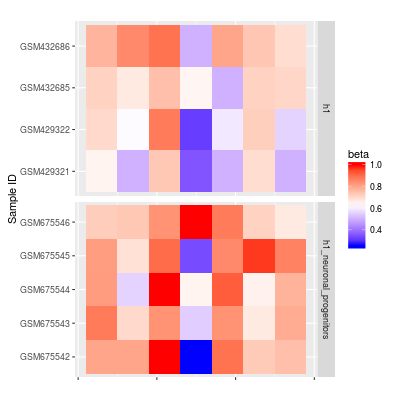 GSM432686
GSM432685
GSM429322
GSM429321
h1
GSM675546
GSM675545
GSM675544
GSM675543
GSM675542
h1_neuronal_progenitors
Sample ID
beta
1.0
0.8
0.6
0.4